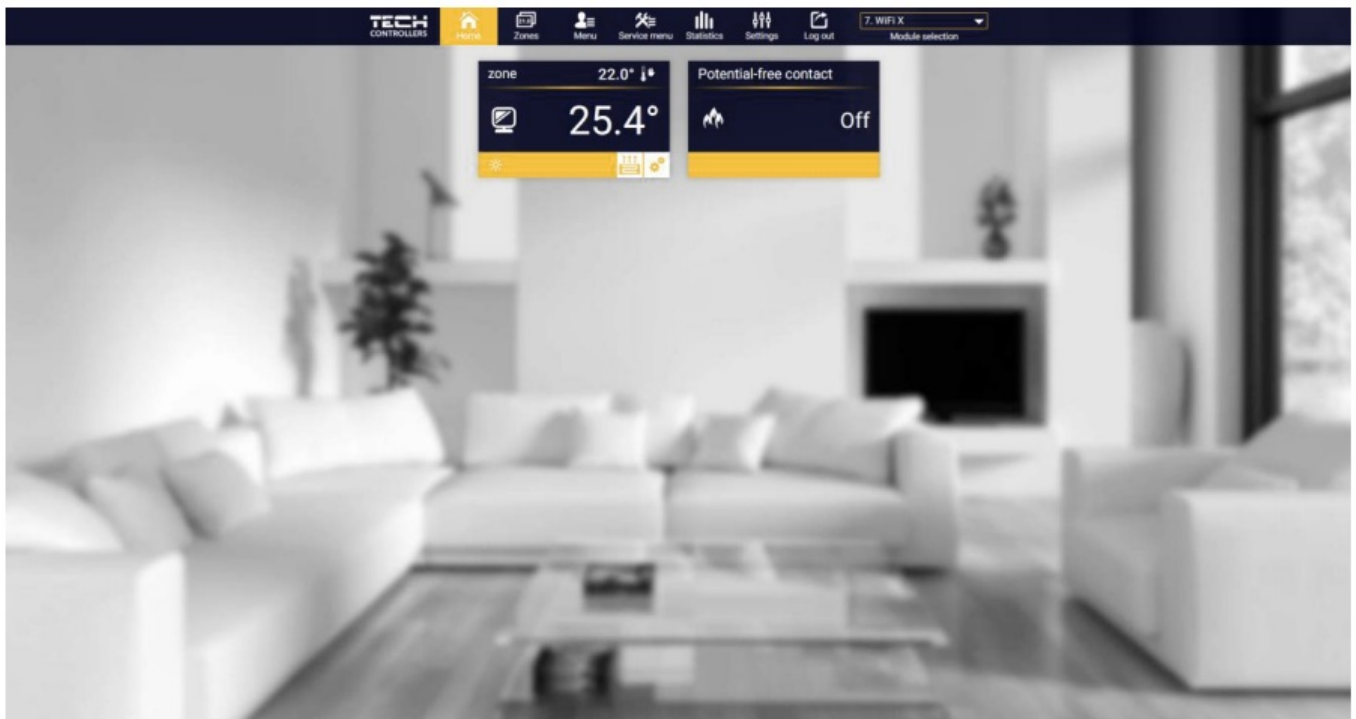 TECH
CONTROLLERS
Home
Zones
Menu
Service menu
Statistics
Settings
Log out
7. WiFi X
Module selection
zone 22.0°
25.4°
Potential-free contact
Off